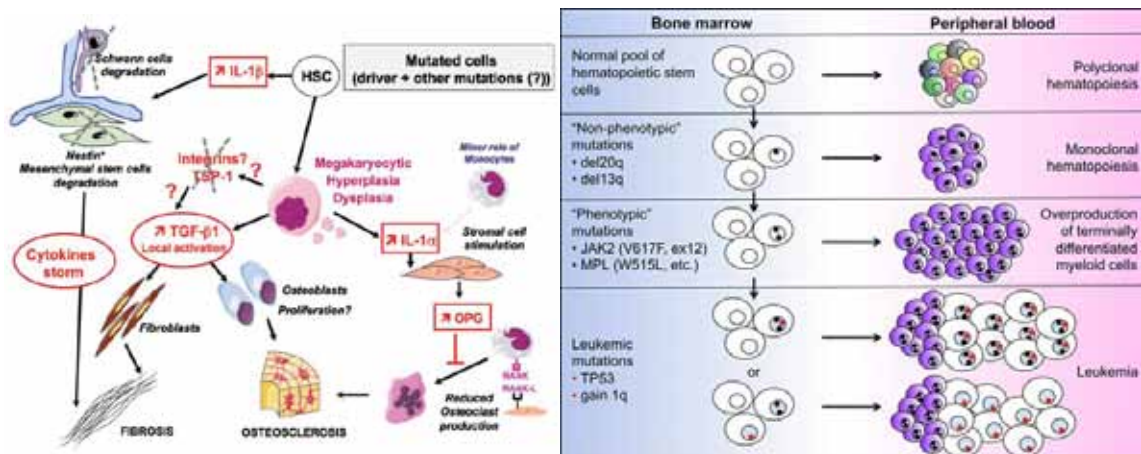 Schwann cells
degradation
↗ IL-1β
HSC
Mutated cells
(driver + other mutations (?))
Nestin⁺
Mesenchymal stem cells
degradation
Integrins?
TSP-1
?
?
Megakaryocytic
Hyperplasia
Dysplasia
Minor role of
Monocytes
↗ TGF-β1
Local activation
↗ IL-1α
Stromal cell
stimulation
Cytokines
storm
Fibroblasts
Osteoblasts
Proliferation?
↗ OPG
RANK
RANK-L
Reduced
Osteoclast
production
FIBROSIS
OSTEOSCLEROSIS
Bone marrow
Peripheral blood
Normal pool of
hematopoietic stem
cells
Polyclonal
hematopoiesis
"Non-phenotypic"
mutations
• del20q
• del13q
Monoclonal
hematopoiesis
"Phenotypic"
mutations
• JAK2 (V617F, ex12)
• MPL (W515L, etc.)
Overproduction
of terminally
differentiated
myeloid cells
Leukemic
mutations
• TP53
• gain 1q
or
Leukemia